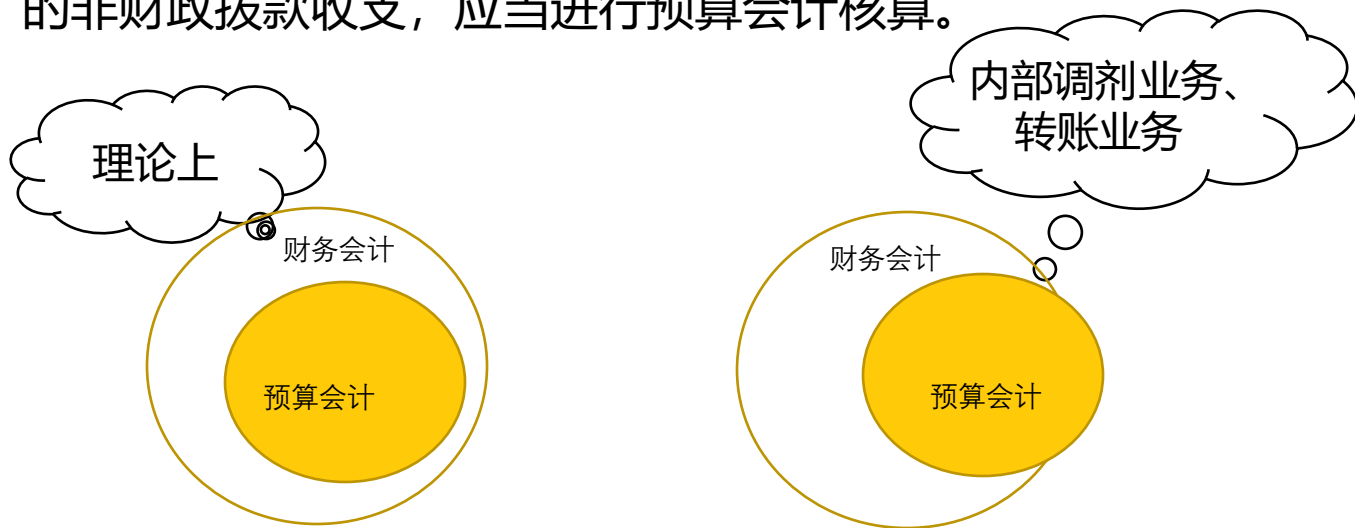 的非财政拨款收支，应当进行预算会计核算。
理论上
内部调剂业务、
转账业务
财务会计
预算会计
财务会计
预算会计